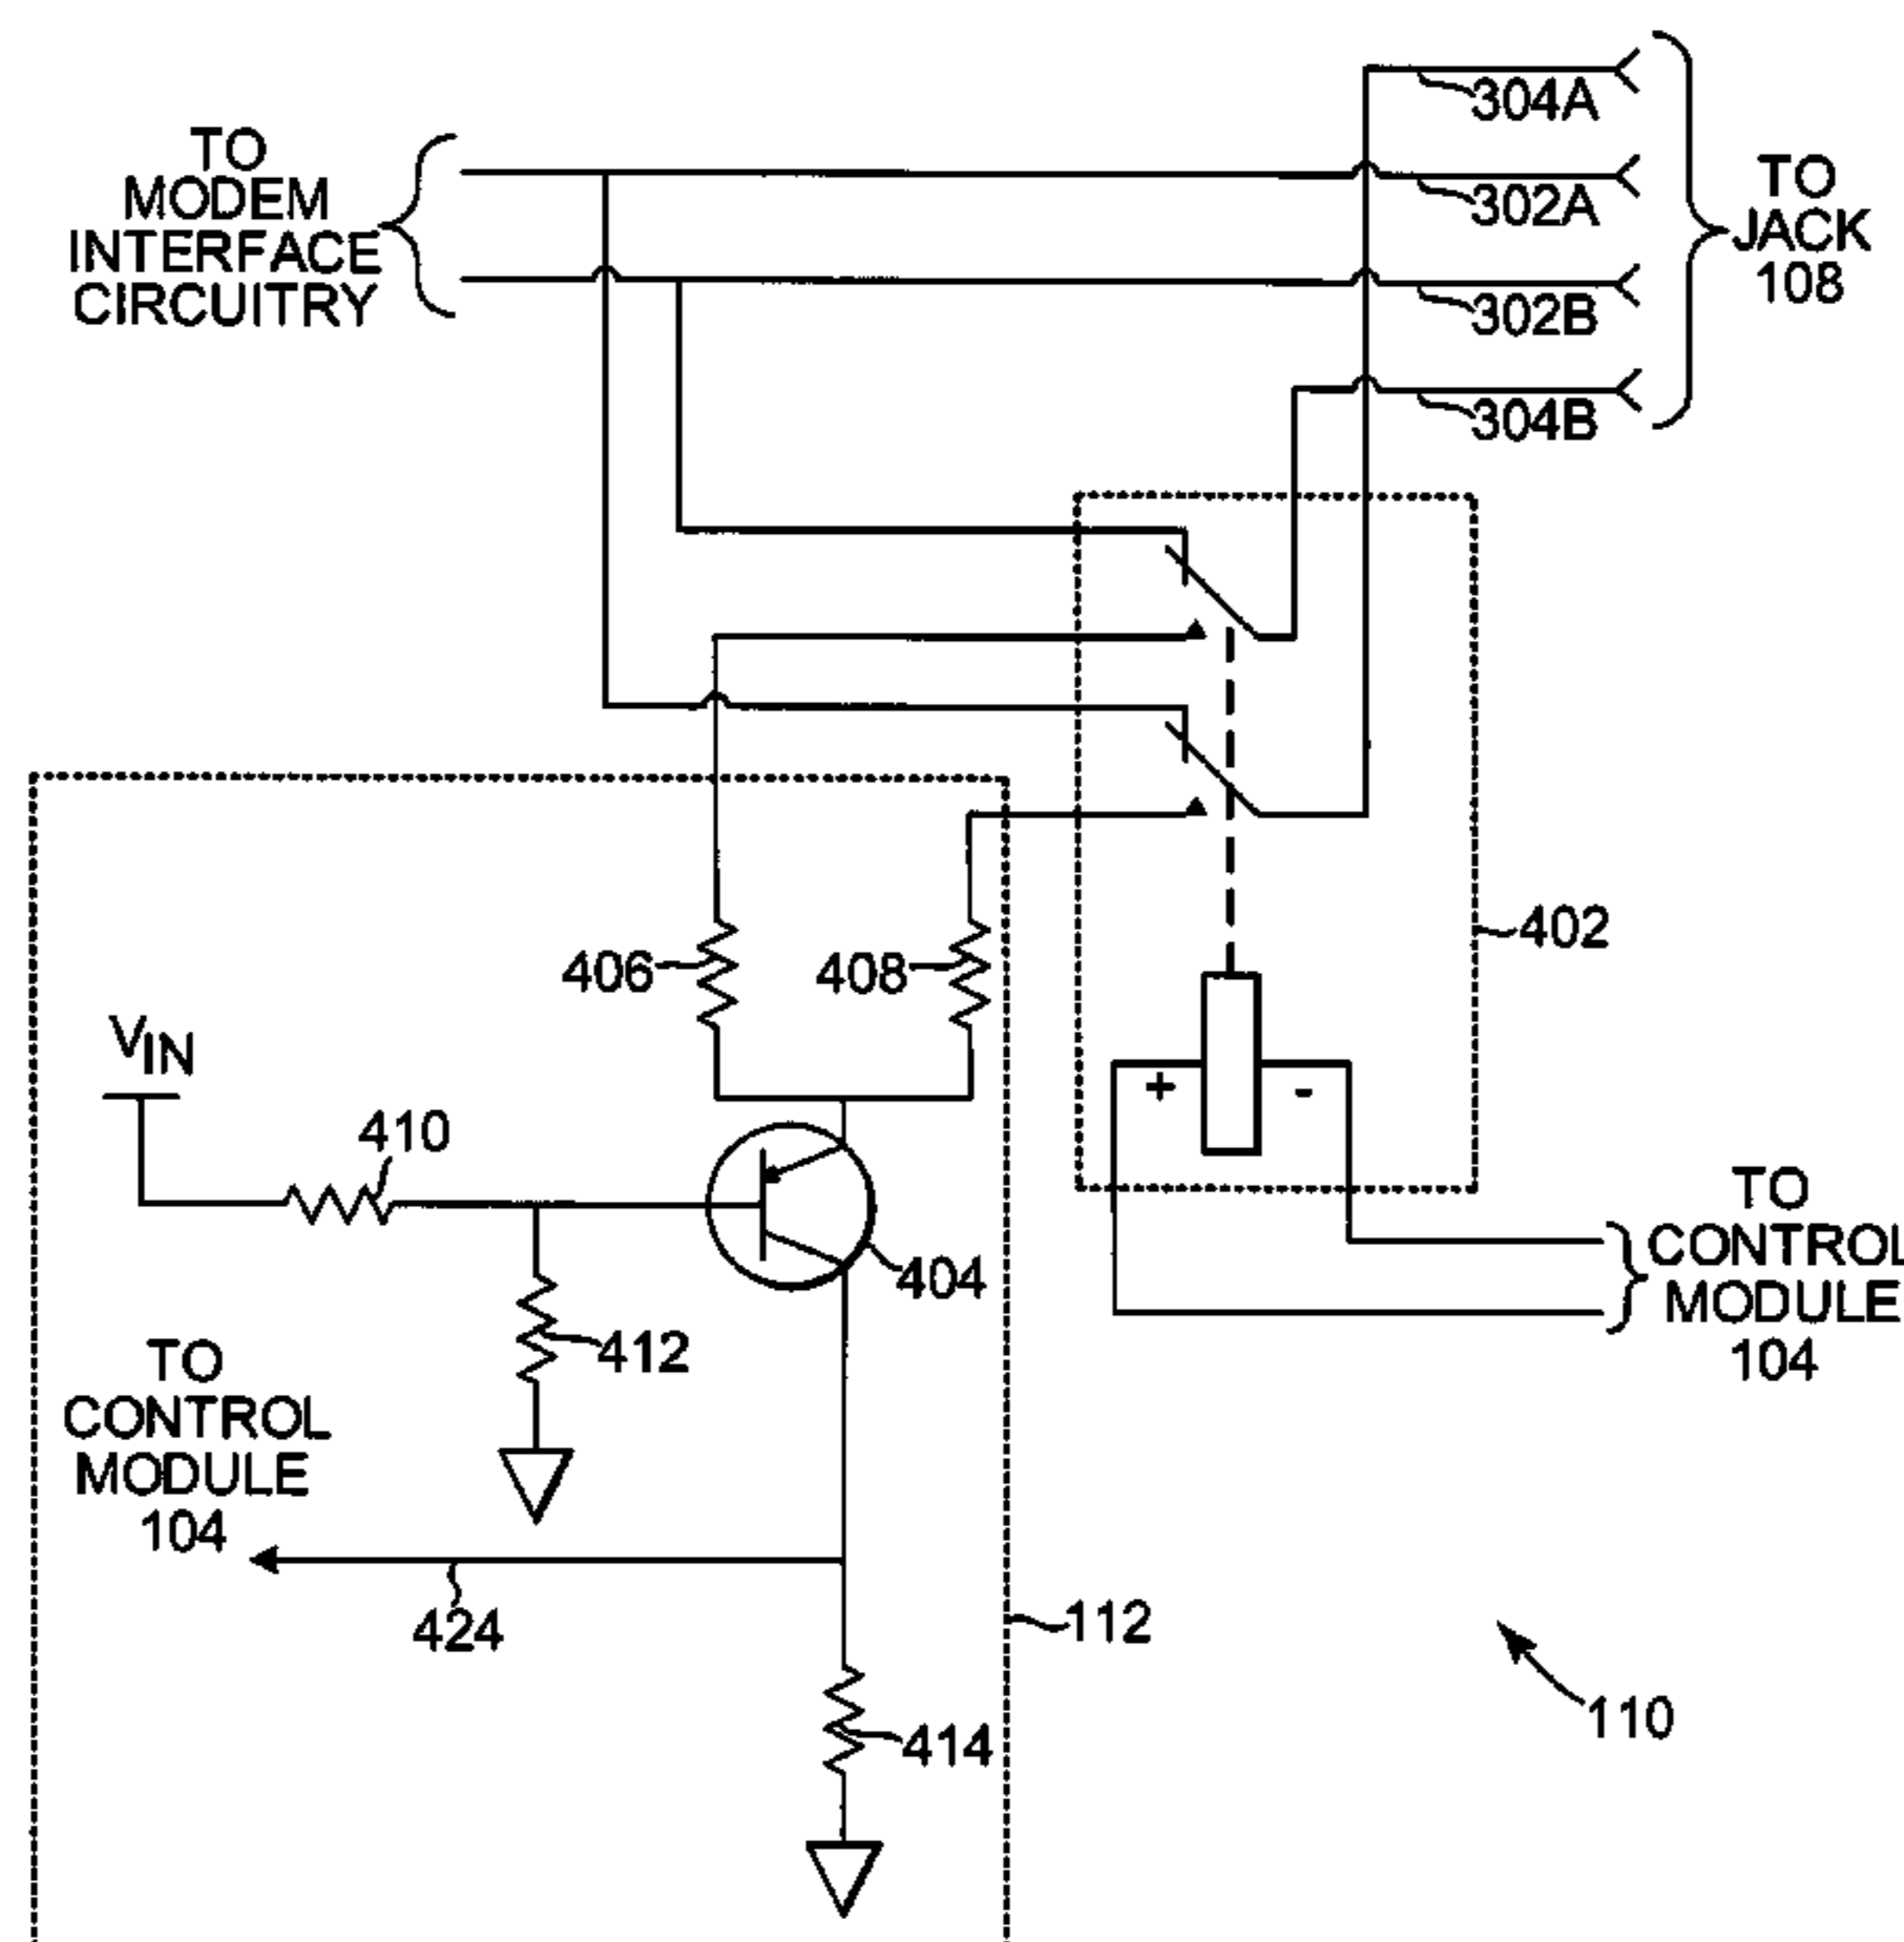 304A
TO
MODEM
INTERFACE
CIRCUITRY
302A
TO
JACK
108
302B
304B
402
406
408
VIN
410
+
-
404
412
TO
CONTROL
MODULE
104
TO
CONTROL
MODULE
104
424
112
414
110